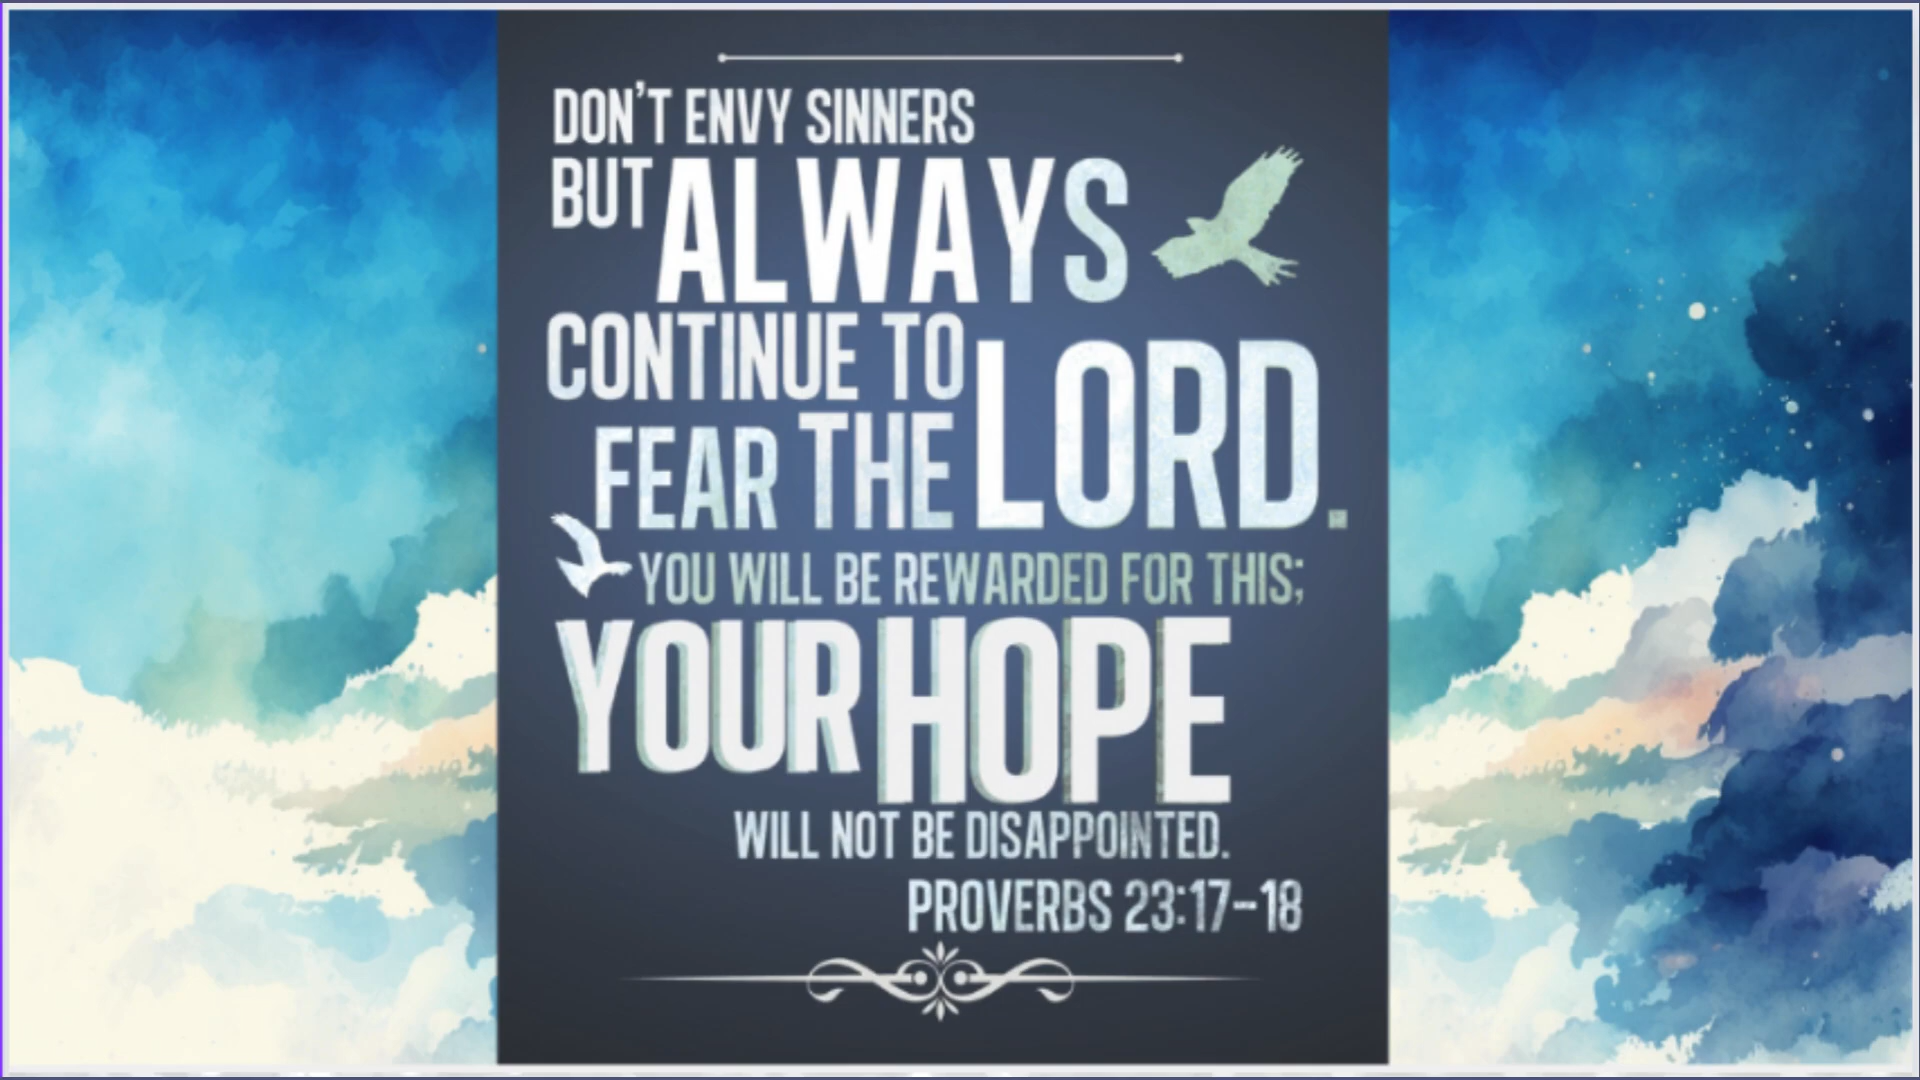 DON'T ENVY SINNERS
BUT ALWAYS
CONTINUE TO
FEAR THE LORD.
YOU WILL BE REWARDED FOR THIS;
YOUR HOPE
WILL NOT BE DISAPPOINTED.
PROVERBS 23:17-18